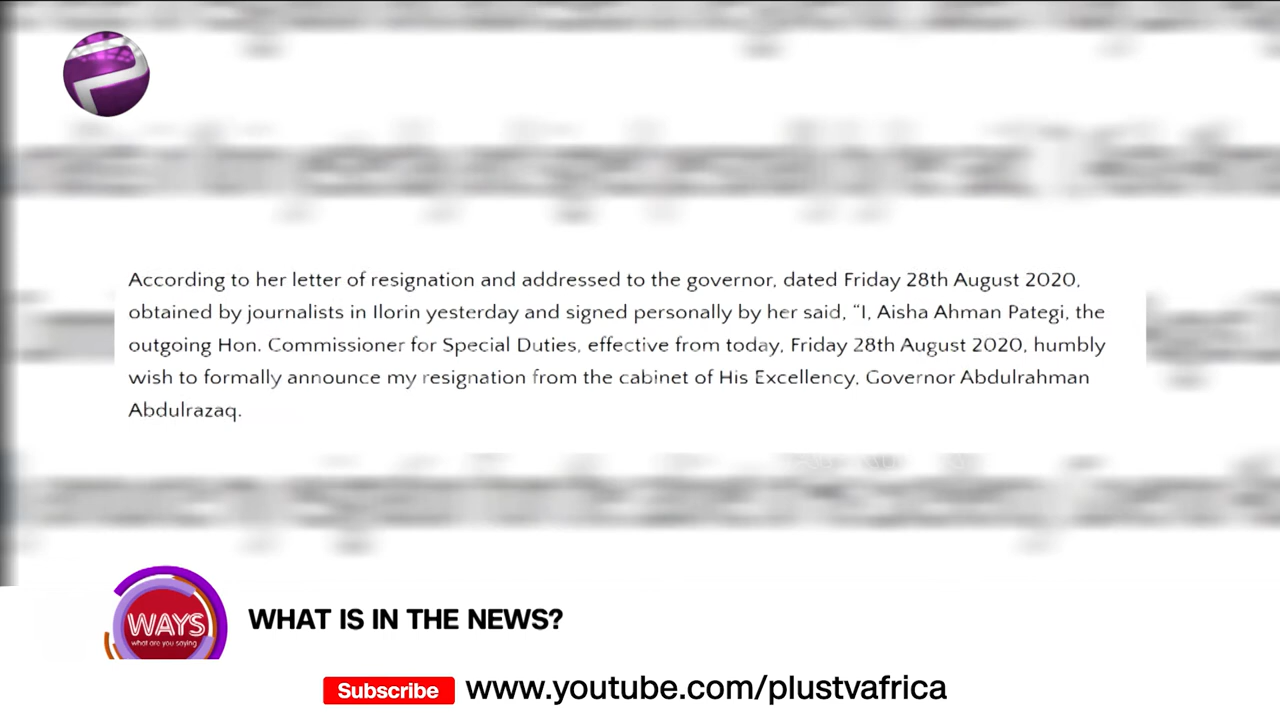 According to her letter of resignation and addressed to the governor, dated Friday 28th August 2020,
obtained by journalists in Ilorin yesterday and signed personally by her said, “I, Aisha Ahman Pategi, the
outgoing Hon. Commissioner for Special Duties, effective from today, Friday 28th August 2020, humbly
wish to formally announce my resignation from the cabinet of His Excellency, Governor Abdulrahman
Abdulrazaq.
WAYS
what are you saying
WHAT IS IN THE NEWS?
Subscribe www.youtube.com/plustvafrica